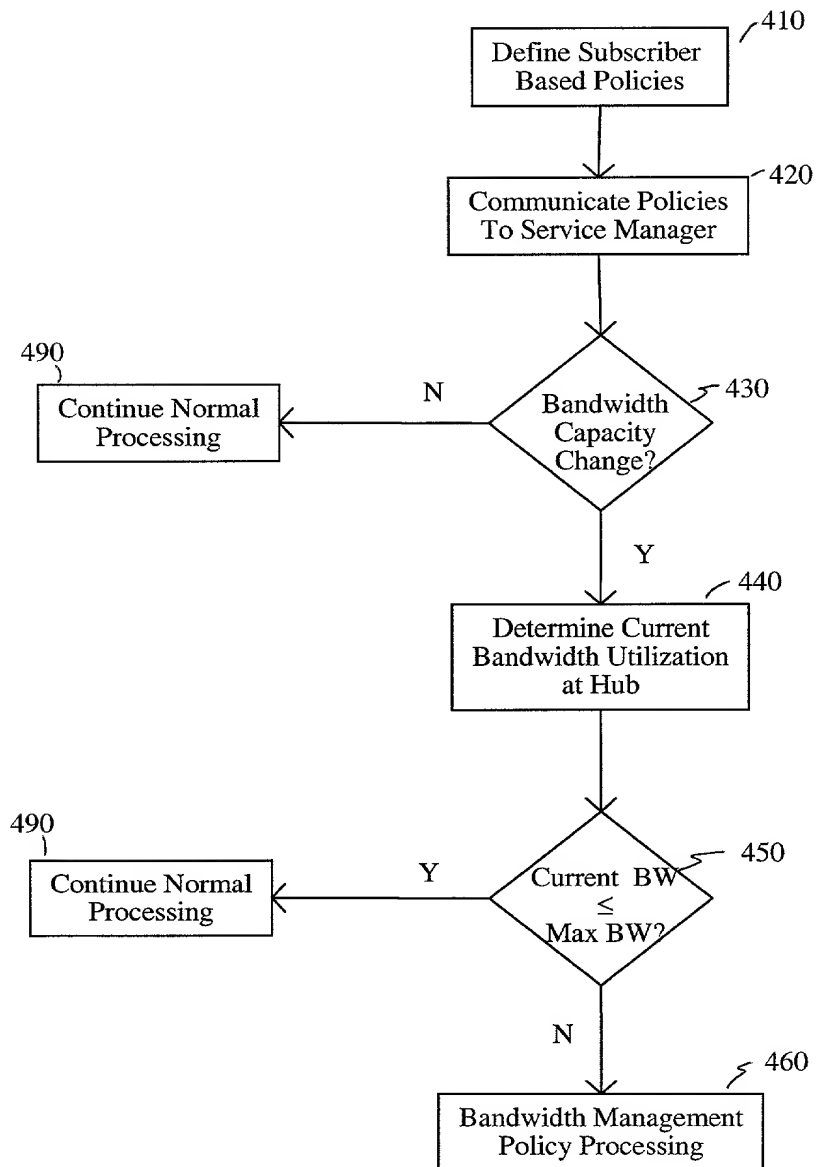 410
Define Subscriber
Based Policies
420
Communicate Policies
To Service Manager
490
Continue Normal
Processing
N
430
Bandwidth
Capacity
Change?
Y
440
Determine Current
Bandwidth Utilization
at Hub
490
Continue Normal
Processing
Y
450
Current BW
≤
Max BW?
N
460
Bandwidth Management
Policy Processing